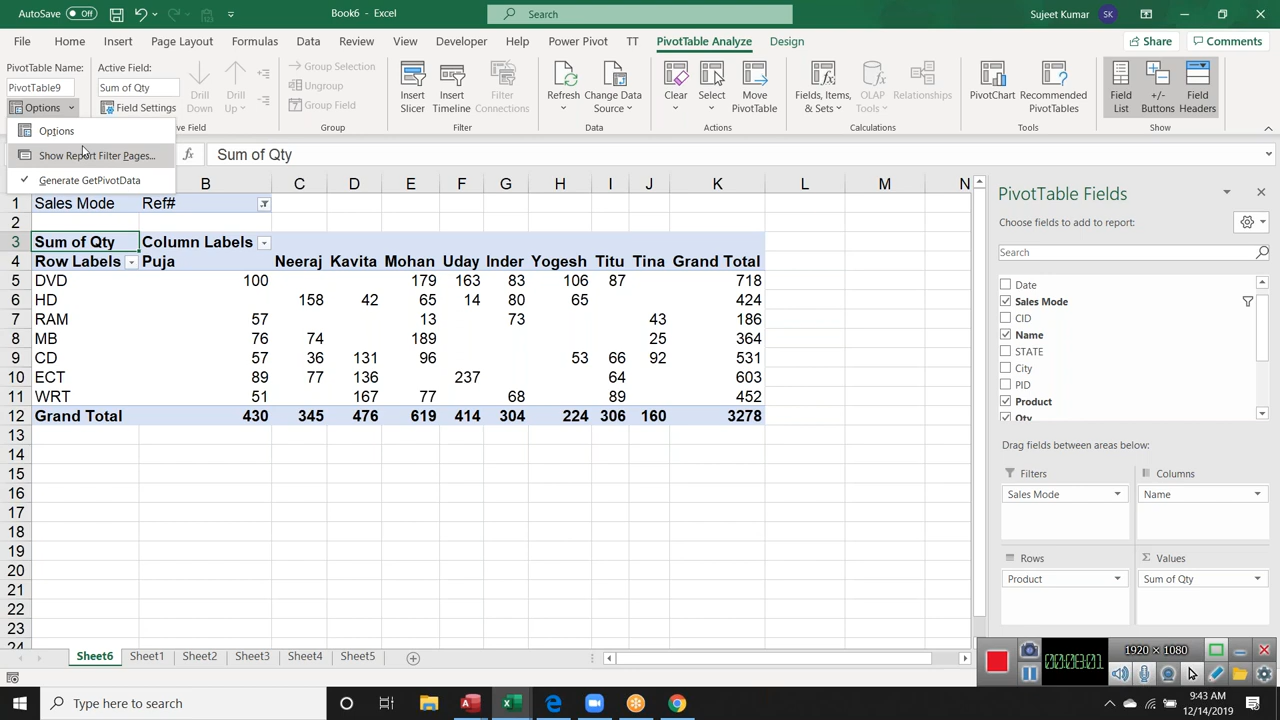 AutoSave Off Book6 - Excel Search Sujeet Kumar SK
File Home Insert Page Layout Formulas Data Review View Developer Help Power Pivot TT PivotTable Analyze Design Share Comments
PivotTable Name: Active Field:
PivotTable9 Sum of Qty
Options Field Settings
Drill Down
Drill Up
Group Selection
Ungroup
Group Field
Insert Slicer
Insert Timeline
Filter Connections
Refresh
Change Data Source
Clear
Select
Move PivotTable
Fields, Items, & Sets
OLAP Tools
Relationships
PivotChart
Recommended PivotTables
Field List
+/- Buttons
Field Headers
ve Field Group Filter Data Actions Calculations Tools Show
Options
Show Report Filter Pages...
Generate GetPivotData
fx Sum of Qty
B C D E F G H I J K L M N
1 Sales Mode Ref#
2
3 Sum of Qty Column Labels
4 Row Labels Puja Neeraj Kavita Mohan Uday Inder Yogesh Titu Tina Grand Total
5 DVD 100 179 163 83 106 87 718
6 HD 158 42 65 14 80 65 424
7 RAM 57 13 73 43 186
8 MB 76 74 189 25 364
9 CD 57 36 131 96 53 66 92 531
10 ECT 89 77 136 237 64 603
11 WRT 51 167 77 68 89 452
12 Grand Total 430 345 476 619 414 304 224 306 160 3278
13
14
15
16
17
18
19
20
21
22
23
24
PivotTable Fields
Choose fields to add to report:
Search
Date
Sales Mode
CID
Name
STATE
City
PID
Product
Qty
Drag fields between areas below:
Filters Columns
Sales Mode Name
Rows Σ Values
Product Sum of Qty
Sheet6 Sheet1 Sheet2 Sheet3 Sheet4 Sheet5
1920 × 1080
00:03:01
Type here to search
9:43 AM
12/14/2019